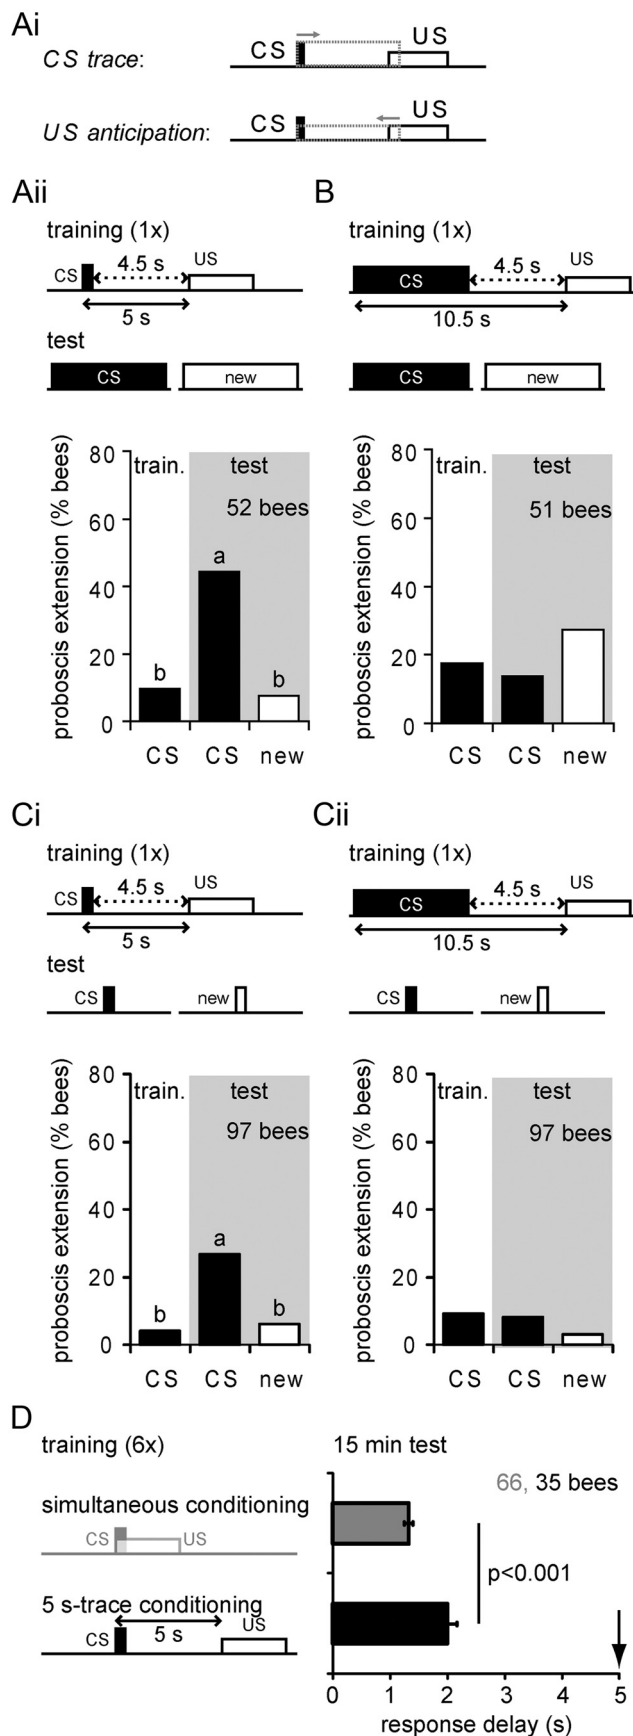 Ai
CS trace: CS US
US anticipation: CS US
Aii
training (1x)
CS 4.5 s US
5 s
test
CS new
proboscis extension (% bees)
80
60
40
20
0
train. test
52 bees
b a b
CS CS new
B
training (1x)
CS 4.5 s US
10.5 s
CS new
proboscis extension (% bees)
80
60
40
20
0
train. test
51 bees
CS CS new
Ci
training (1x)
CS 4.5 s US
5 s
test
CS new
proboscis extension (% bees)
80
60
40
20
0
train. test
97 bees
b a b
CS CS new
Cii
training (1x)
CS 4.5 s US
10.5 s
CS new
proboscis extension (% bees)
80
60
40
20
0
train. test
97 bees
CS CS new
D
training (6x)
simultaneous conditioning
CS US
5 s-trace conditioning
5 s
CS US
15 min test
66, 35 bees
p<0.001
0 1 2 3 4 5
response delay (s)